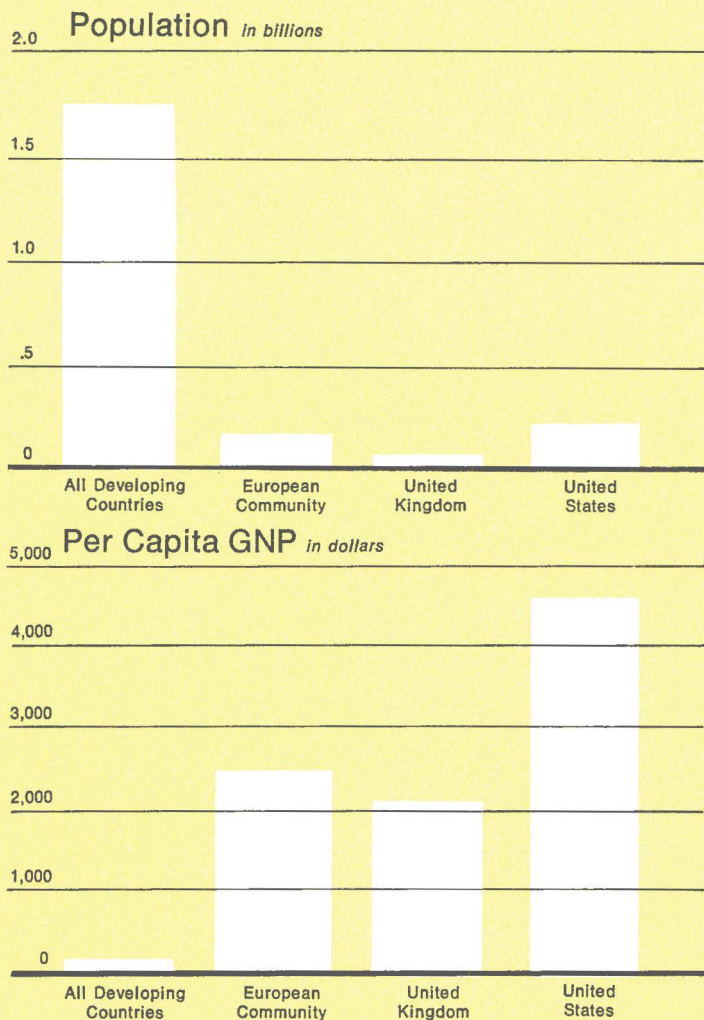 Population in billions
2.0
1.5
1.0
.5
0
All Developing Countries
European Community
United Kingdom
United States
Per Capita GNP in dollars
5,000
4,000
3,000
2,000
1,000
0
All Developing Countries
European Community
United Kingdom
United States